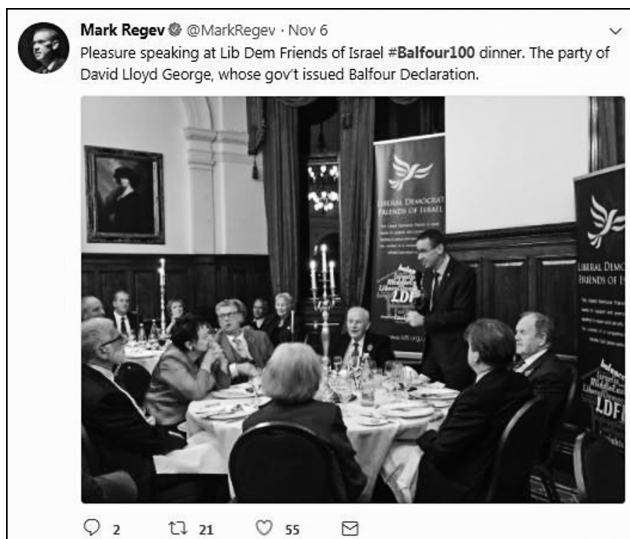 Mark Regev @MarkRegev · Nov 6
Pleasure speaking at Lib Dem Friends of Israel #Balfour100 dinner. The party of
David Lloyd George, whose gov't issued Balfour Declaration.
LIBERAL DEMOCRAT
FRIENDS OF ISRAEL
LDFI
LIBERAL DEMOCRAT
FRIENDS OF ISRAEL
LDFI
2 21 55